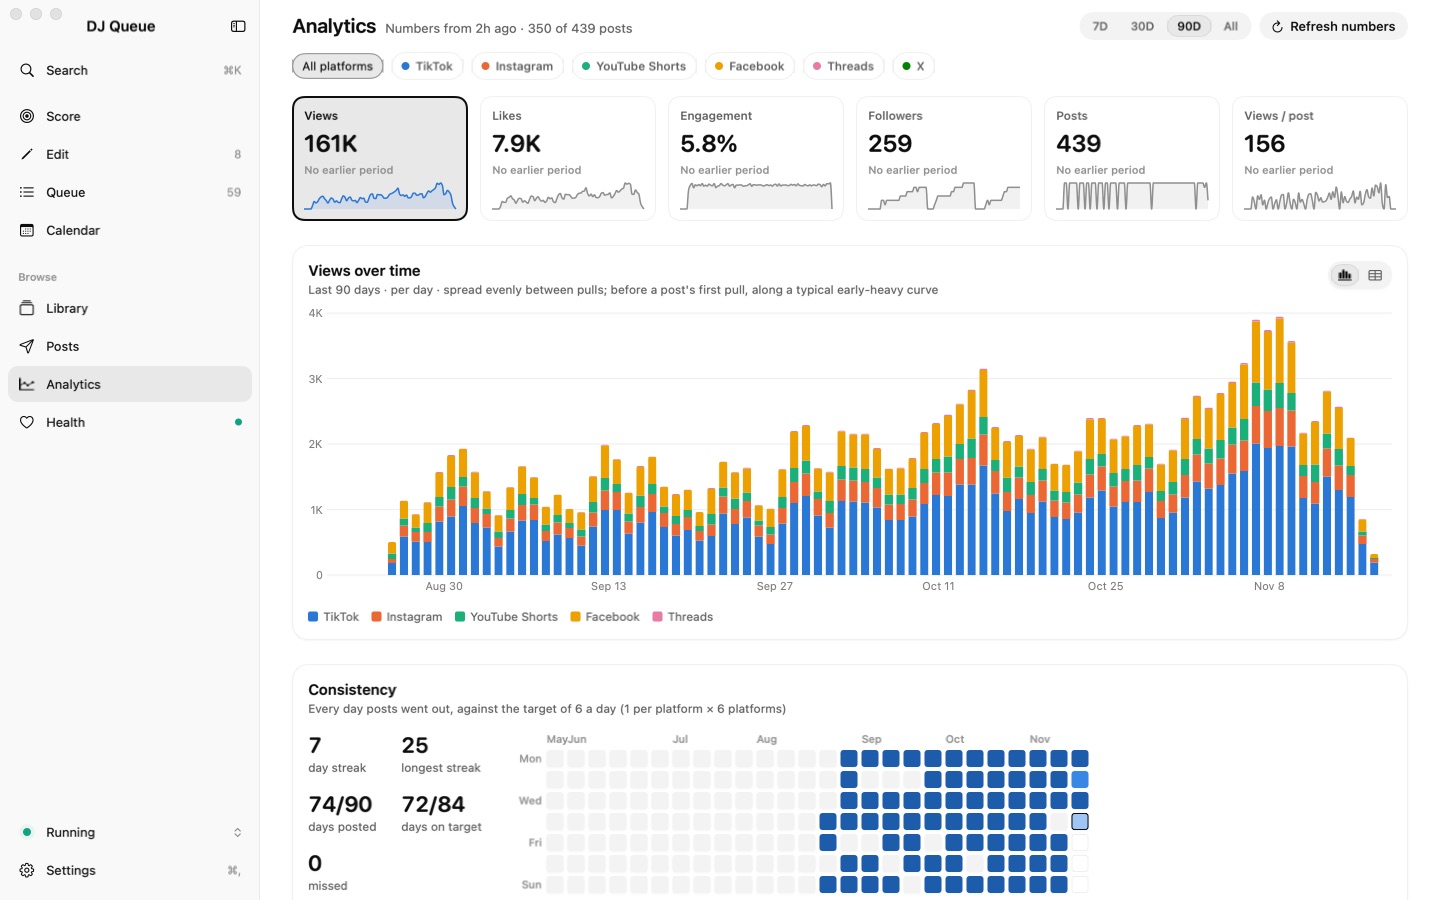 DJ Queue
Search ⌘K
Score
Edit 8
Queue 59
Calendar
Browse
Library
Posts
Analytics
Health
Running
Settings ⌘,
Analytics Numbers from 2h ago · 350 of 439 posts
7D 30D 90D All Refresh numbers
All platforms TikTok Instagram YouTube Shorts Facebook Threads X
Views
161K
No earlier period
Likes
7.9K
No earlier period
Engagement
5.8%
No earlier period
Followers
259
No earlier period
Posts
439
No earlier period
Views / post
156
No earlier period
Views over time
Last 90 days · per day · spread evenly between pulls; before a post's first pull, along a typical early-heavy curve
4K
3K
2K
1K
0
Aug 30 Sep 13 Sep 27 Oct 11 Oct 25 Nov 8
TikTok Instagram YouTube Shorts Facebook Threads
Consistency
Every day posts went out, against the target of 6 a day (1 per platform × 6 platforms)
7
day streak
25
longest streak
74/90
days posted
72/84
days on target
0
missed
MayJun Jul Aug Sep Oct Nov
Mon
Wed
Fri
Sun